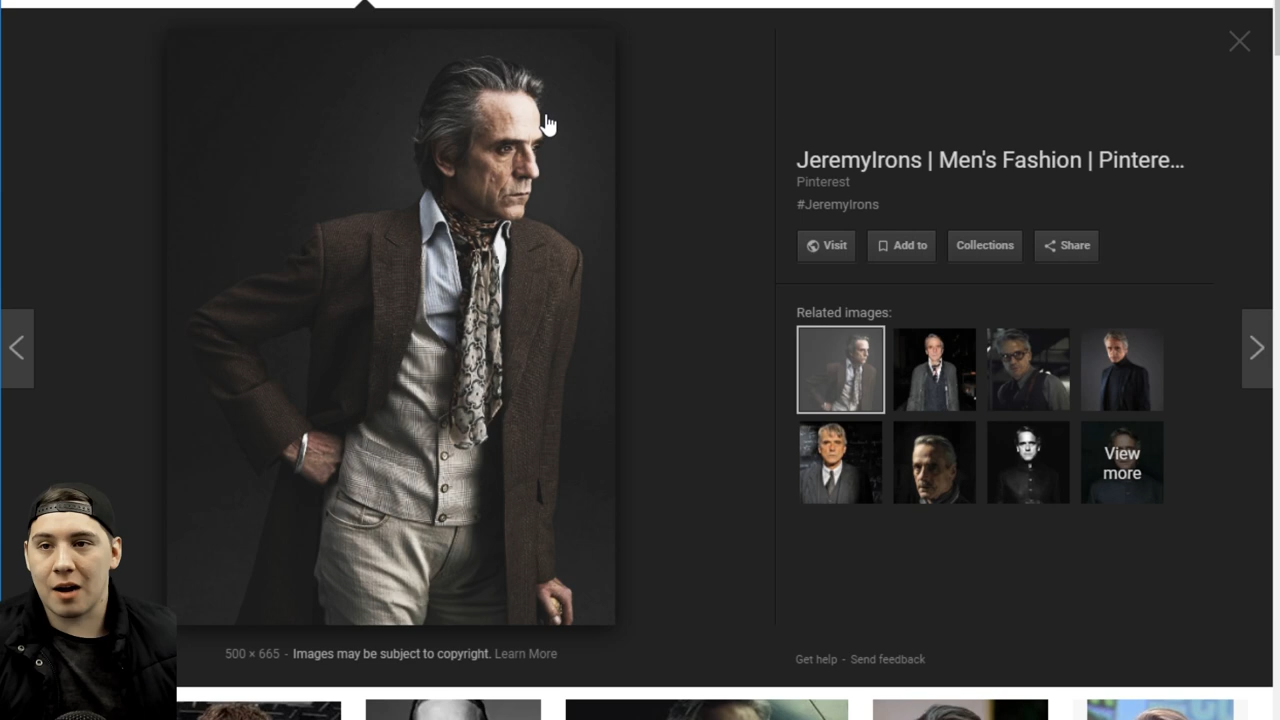 JeremyIrons | Men's Fashion | Pintere...
Pinterest
#JeremyIrons
Visit
Add to
Collections
Share
Related images:
View
more
500 × 665 - Images may be subject to copyright. Learn More
Get help - Send feedback